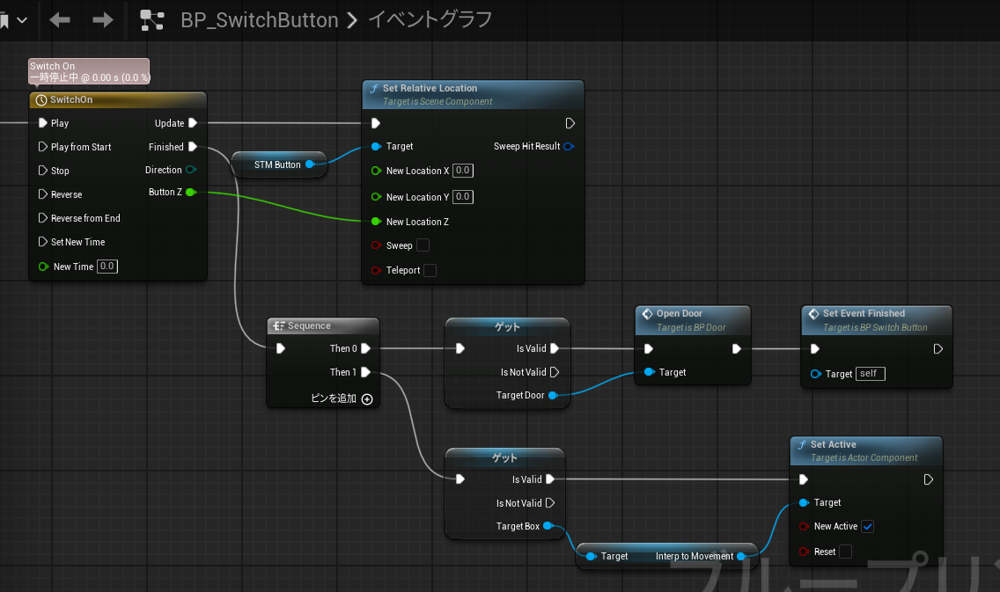 BP_SwitchButton > イベントグラフ
Switch On
一時停止中 @ 0.00 s (0.0 %)
SwitchOn
Play
Update
Play from Start
Finished
Stop
Direction
Reverse
Button Z
Reverse from End
Set New Time
New Time 0.0
STM Button
Set Relative Location
Target is Scene Component
Target
Sweep Hit Result
New Location X 0.0
New Location Y 0.0
New Location Z
Sweep
Teleport
Sequence
Then 0
Then 1
ピンを追加
ゲット
Is Valid
Is Not Valid
Target Door
Open Door
Target is BP Door
Target
Set Event Finished
Target is BP Switch Button
Target self
ゲット
Is Valid
Is Not Valid
Target Box
Target
Interp to Movement
Set Active
Target is Actor Component
Target
New Active
Reset
ブループリン